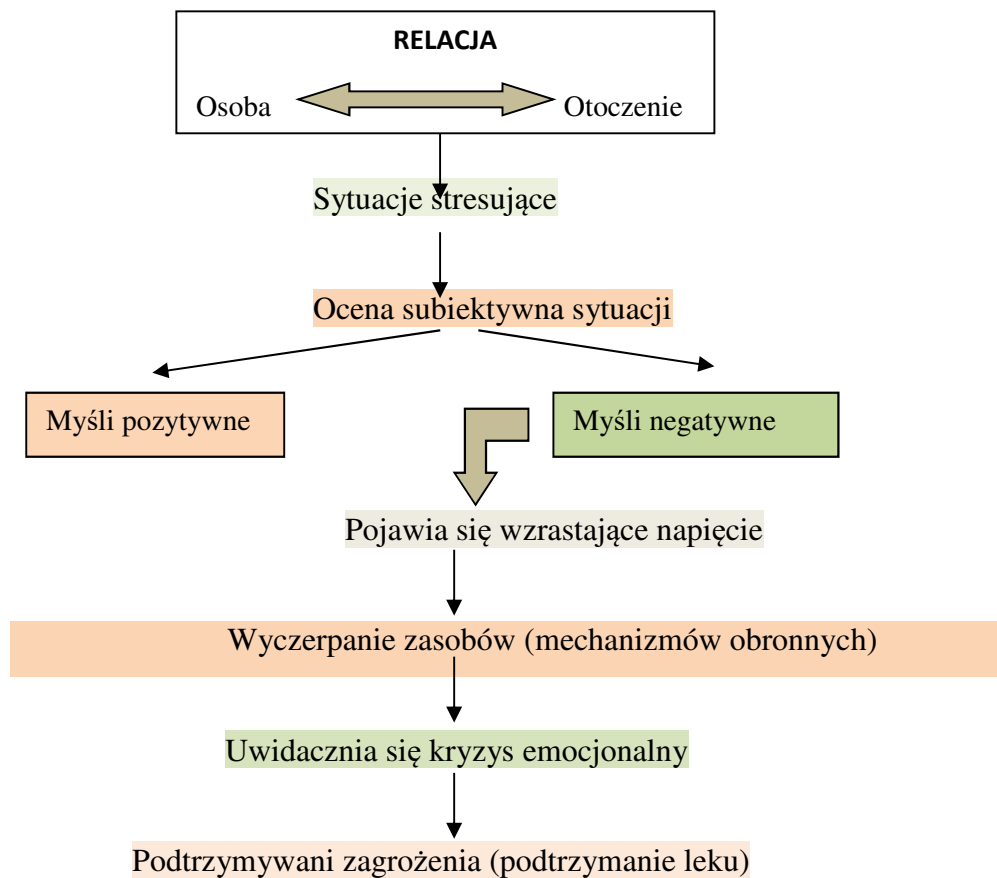 RELACJA
Osoba Otoczenie
Sytuacje stresujące
Ocena subiektywna sytuacji
Myśli pozytywne Myśli negatywne
Pojawia się wzrastające napięcie
Wyczerpanie zasobów (mechanizmów obronnych)
Uwidacznia się kryzys emocjonalny
Podtrzymywani zagrożenia (podtrzymanie leku)